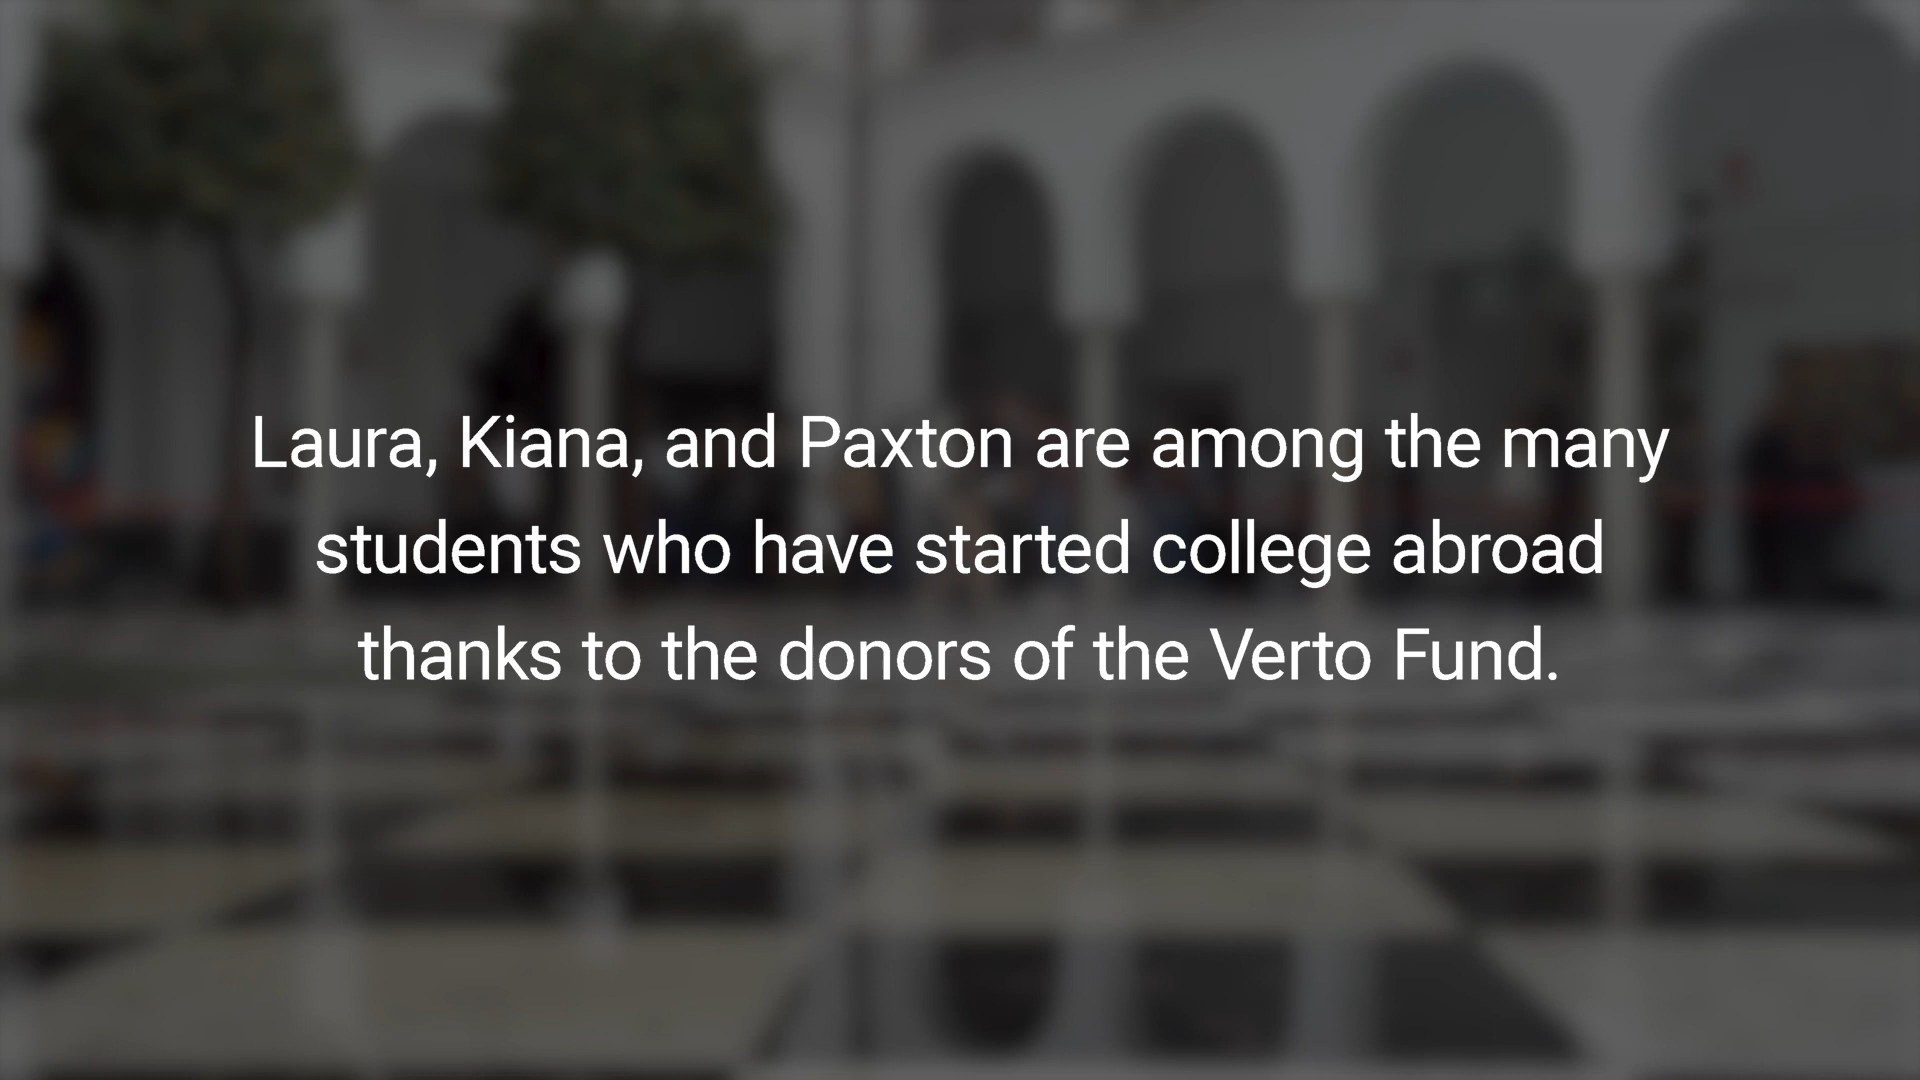 Laura, Kiana, and Paxton are among the many
students who have started college abroad
thanks to the donors of the Verto Fund.